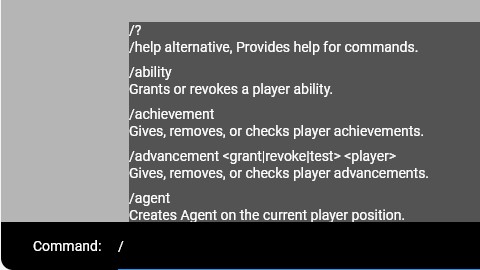 /?
/help alternative, Provides help for commands.
/ability
Grants or revokes a player ability.
/achievement
Gives, removes, or checks player achievements.
/advancement <grant|revoke|test> <player>
Gives, removes, or checks player advancements.
/agent
Creates Agent on the current player position.
Command: /